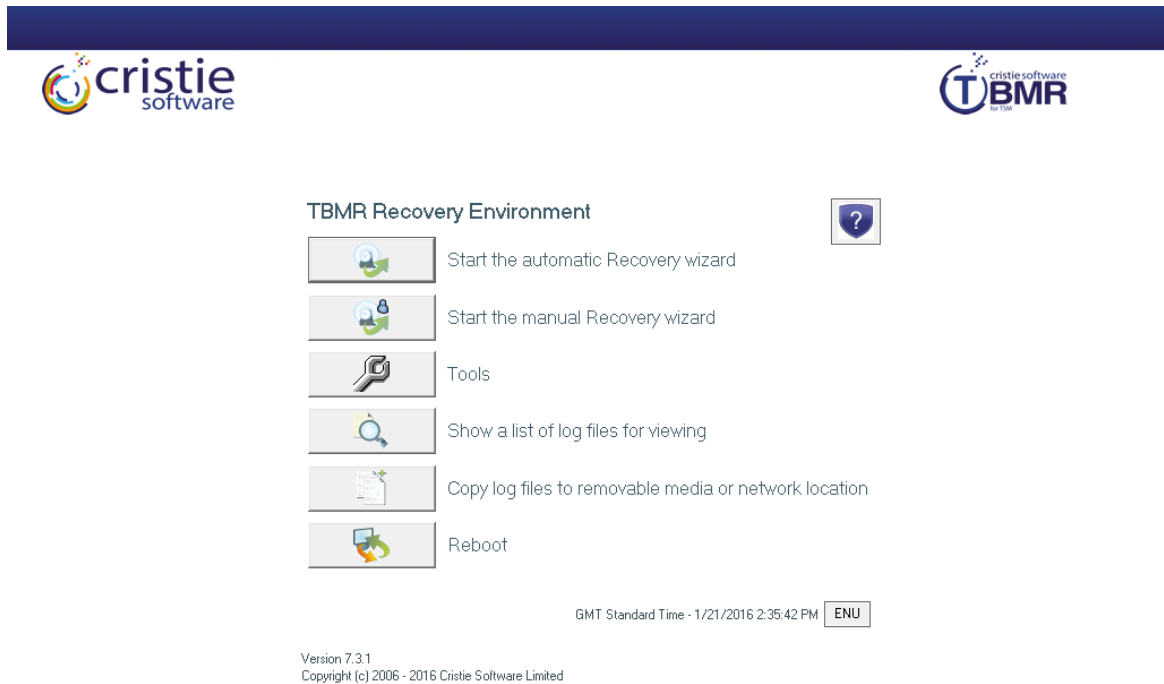 cristie
software
cristie software
TBMR
for TSM
TBMR Recovery Environment
?
Start the automatic Recovery wizard
Start the manual Recovery wizard
Tools
Show a list of log files for viewing
Copy log files to removable media or network location
Reboot
GMT Standard Time - 1/21/2016 2:35:42 PM ENU
Version 7.3.1
Copyright (c) 2006 - 2016 Cristie Software Limited